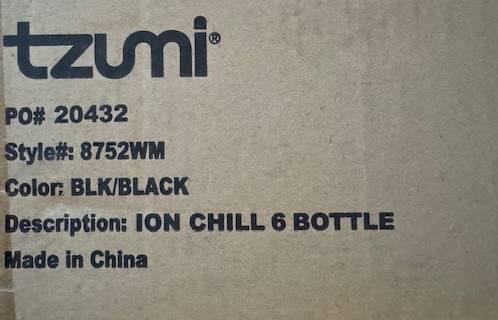 tzumi®
PO# 20432
Style#: 8752WM
Color: BLK/BLACK
Description: ION CHILL 6 BOTTLE
Made in China